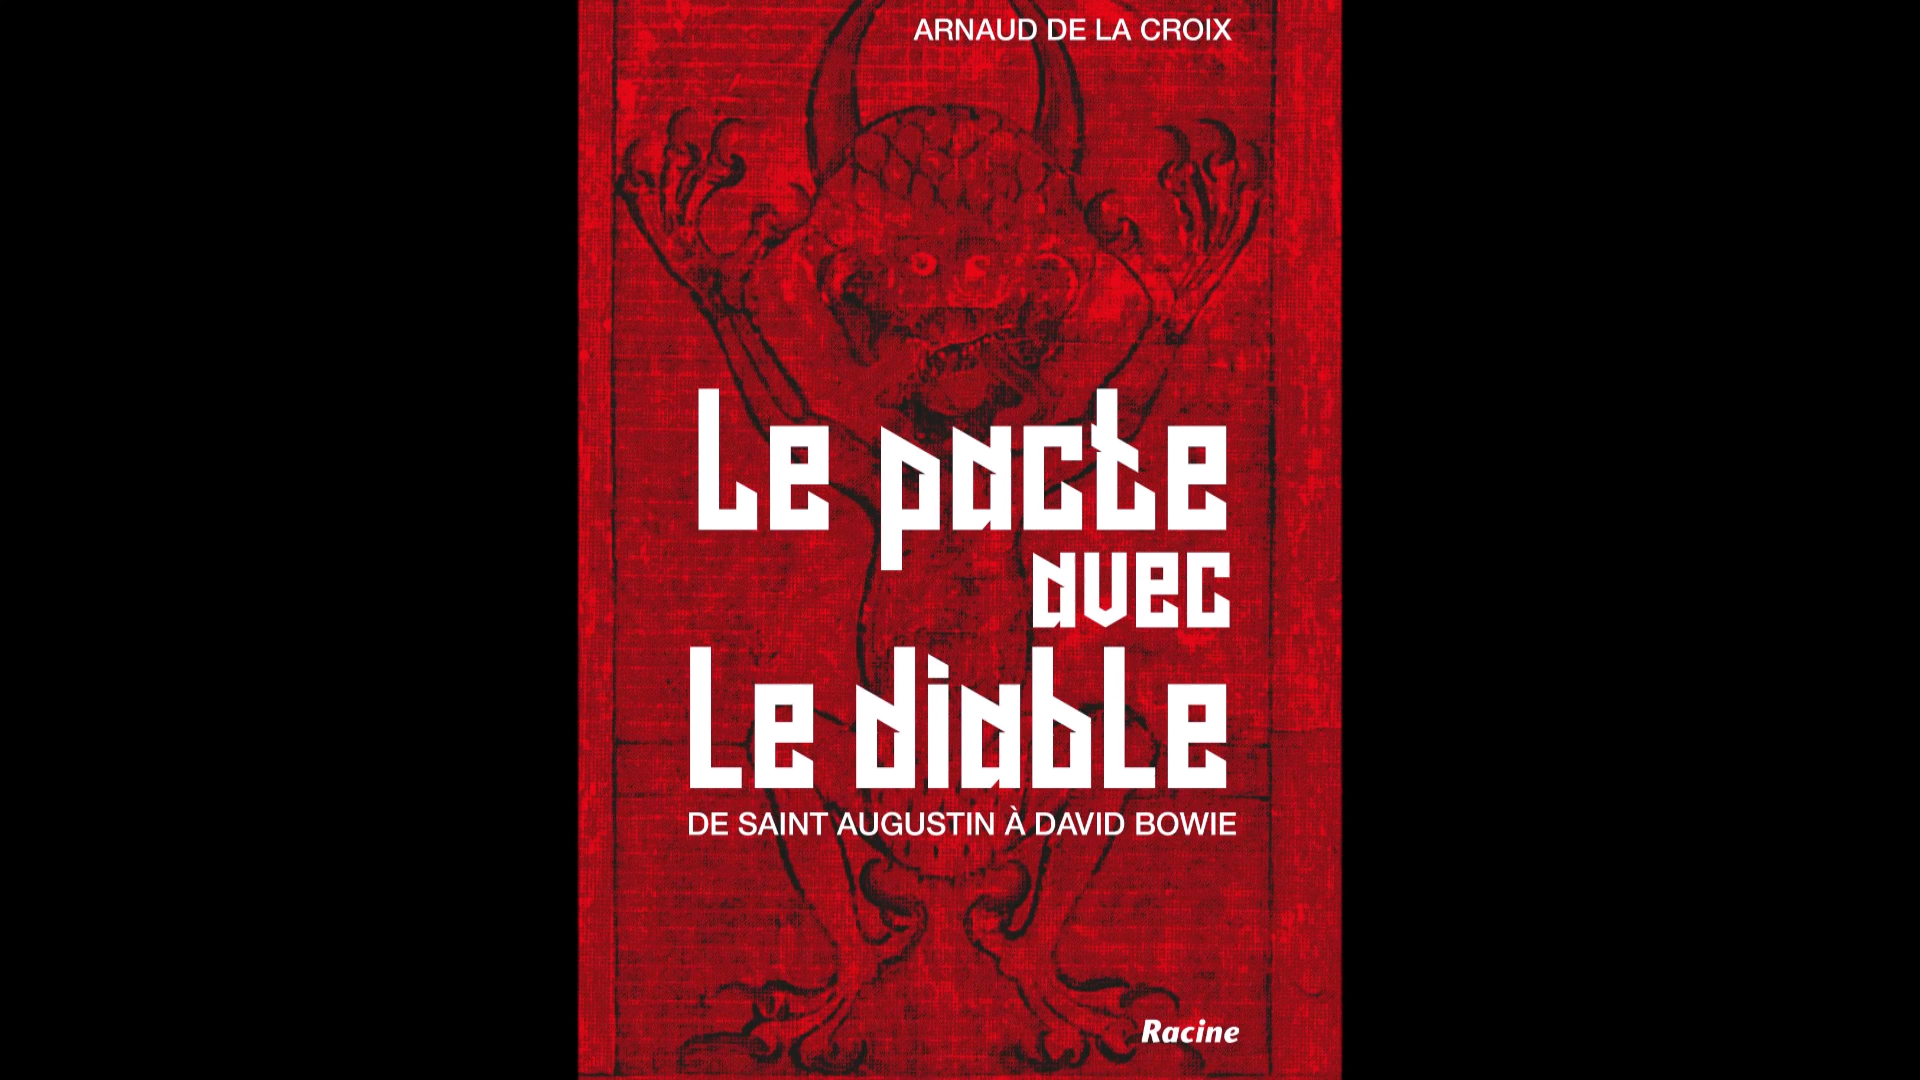 ARNAUD DE LA CROIX
Le pacte
avec
Le diable
DE SAINT AUGUSTIN À DAVID BOWIE
Racine